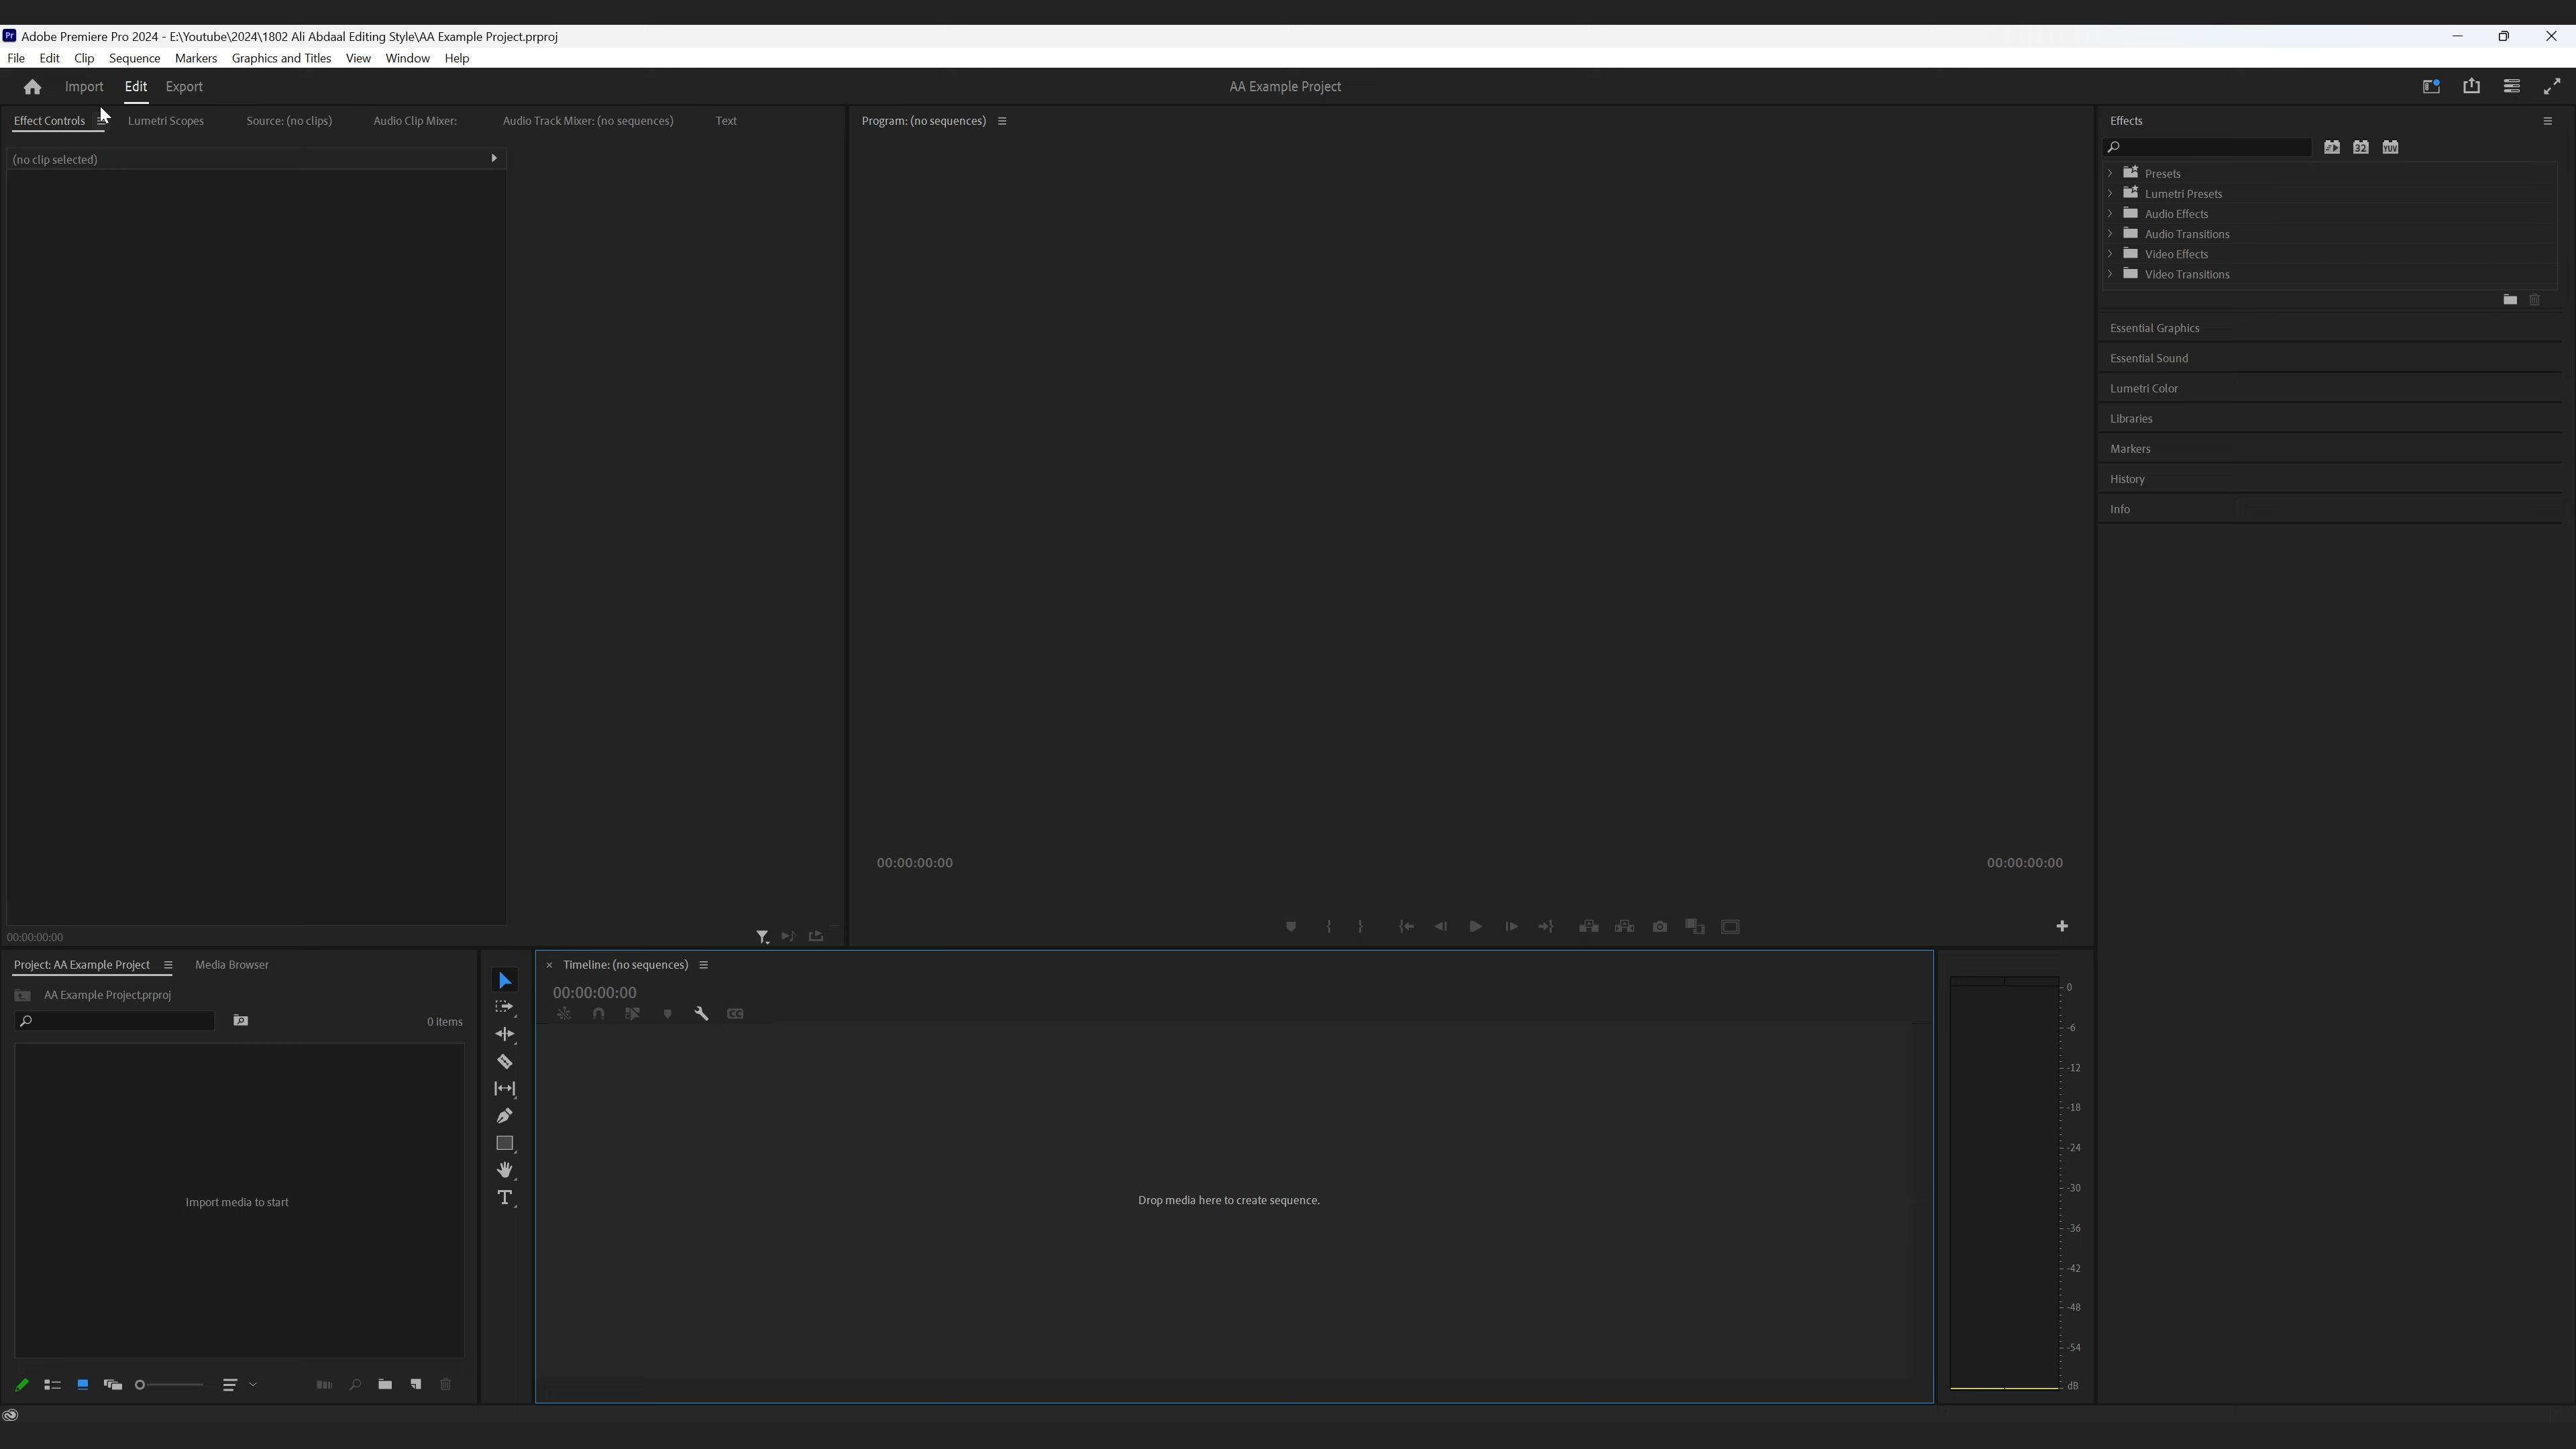 Pr Adobe Premiere Pro 2024 - E:\Youtube\2024\1802 Ali Abdaal Editing Style\AA Example Project.prproj
File Edit Clip Sequence Markers Graphics and Titles View Window Help
Import Edit Export
AA Example Project
Effect Controls Lumetri Scopes Source: (no clips) Audio Clip Mixer: Audio Track Mixer: (no sequences) Text
(no clip selected)
00:00:00:00
Program: (no sequences)
00:00:00:00
00:00:00:00
Effects
32 YUV
Presets
Lumetri Presets
Audio Effects
Audio Transitions
Video Effects
Video Transitions
Essential Graphics
Essential Sound
Lumetri Color
Libraries
Markers
History
Info
Project: AA Example Project Media Browser
AA Example Project.prproj
0 items
Import media to start
T
× Timeline: (no sequences)
00:00:00:00
CC
Drop media here to create sequence.
0
-6
-12
-18
-24
-30
-36
-42
-48
-54
dB